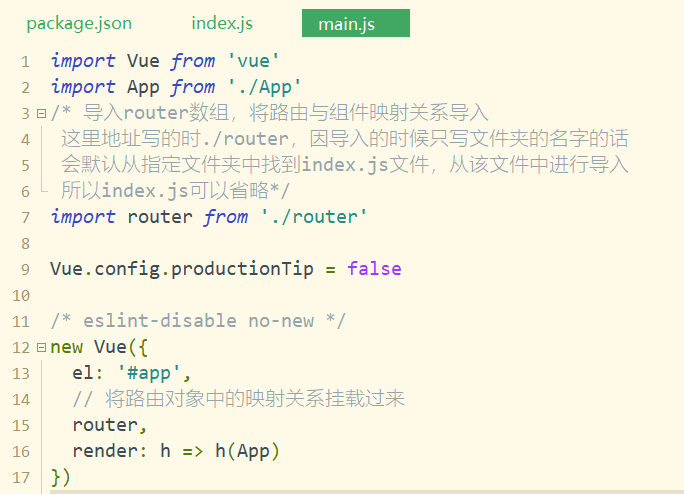 package.json index.js main.js
1 import Vue from 'vue'
2 import App from './App'
3 /* 导入router数组，将路由与组件映射关系导入
4 这里地址写的时./router，因导入的时候只写文件夹的名字的话
5 会默认从指定文件夹中找到index.js文件，从该文件中进行导入
6 所以index.js可以省略*/
7 import router from './router'
8
9 Vue.config.productionTip = false
10
11 /* eslint-disable no-new */
12 new Vue({
13 el: '#app',
14 // 将路由对象中的映射关系挂载过来
15 router,
16 render: h => h(App)
17 })